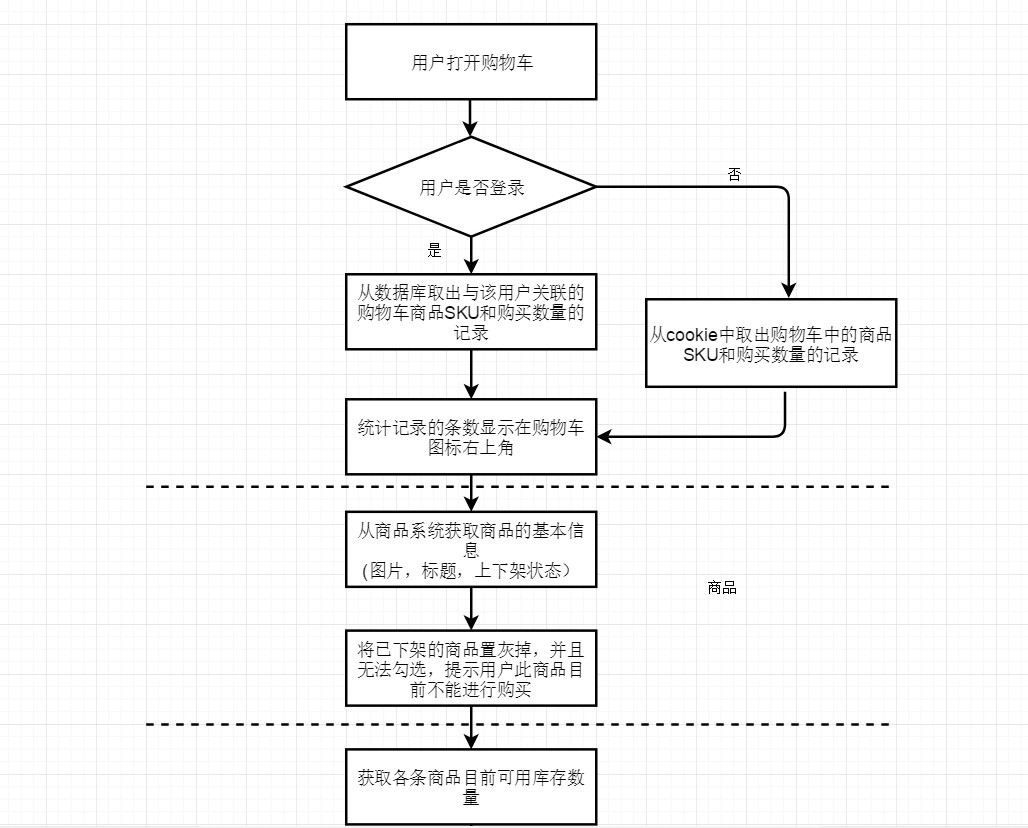 用户打开购物车
用户是否登录
否
是
从数据库取出与该用户关联的
购物车商品SKU和购买数量的
记录
从cookie中取出购物车中的商品
SKU和购买数量的记录
统计记录的条数显示在购物车
图标右上角
从商品系统获取商品的基本信
息
(图片，标题，上下架状态）
商品
将已下架的商品置灰掉，并且
无法勾选，提示用户此商品目
前不能进行购买
获取各条商品目前可用库存数
量